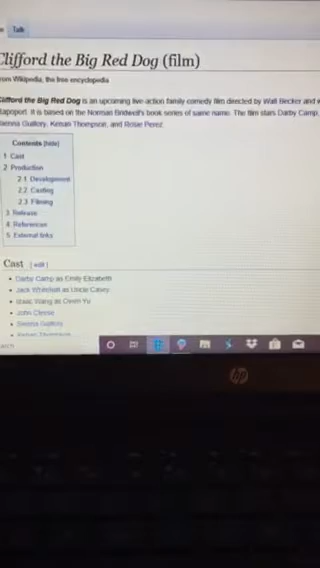 Talk
Clifford the Big Red Dog (film)
From Wikipedia, the free encyclopedia
Clifford the Big Red Dog is an upcoming live-action family comedy film directed by Walt Becker and w
Rapoport. It is based on the Norman Bridwell's book series of same name. The film stars Darby Camp,
Sienna Guillory, Kenan Thompson, and Rosie Perez
Contents [hide]
1 Cast
2 Production
2.1 Development
2.2 Casting
2.3 Filming
3 Release
4 References
5 External links
Cast [edit]
• Darby Camp as Emily Elizabeth
• Jack Whitehall as Uncle Casey
• Izaac Wang as Owen Yu
• John Cleese
• Sienna Guillory
• Kenan Thompson
arch
hp